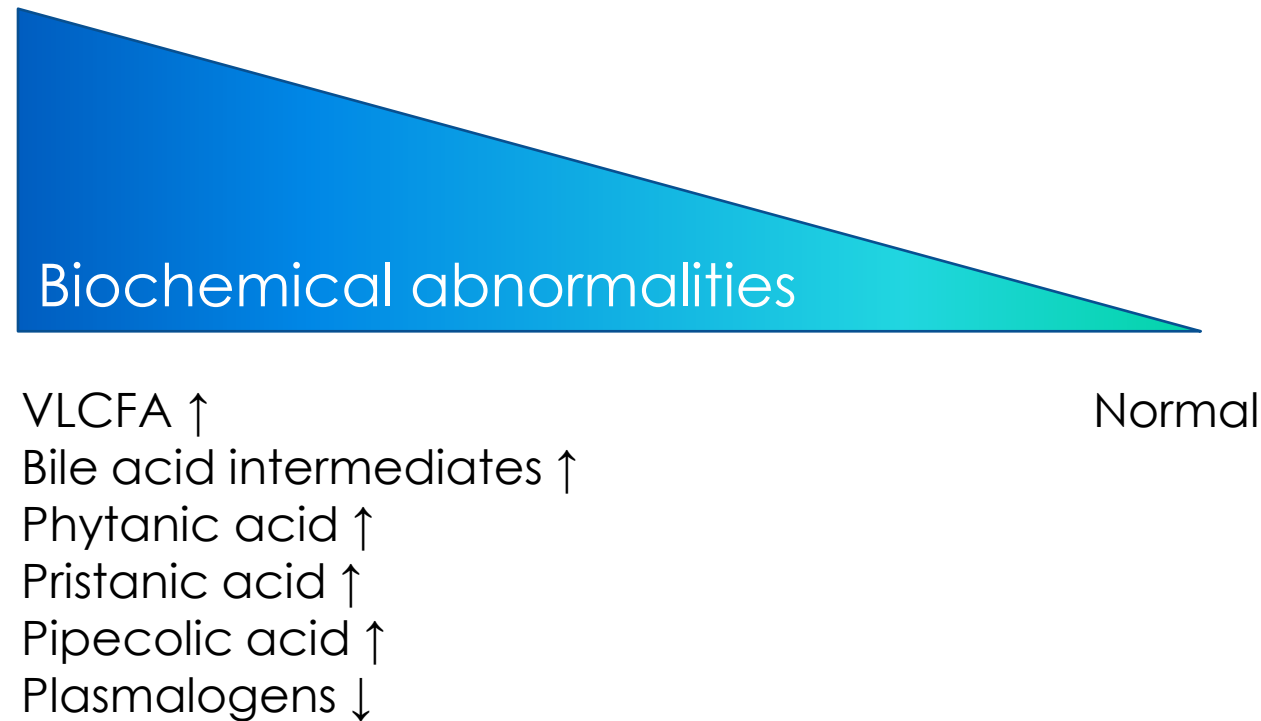 Biochemical abnormalities
VLCFA ↑
Normal
Bile acid intermediates ↑
Phytanic acid ↑
Pristanic acid ↑
Pipecolic acid ↑
Plasmalogens ↓